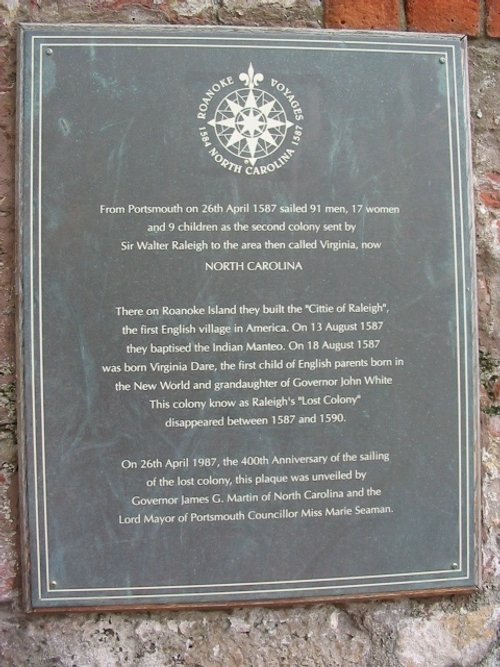 ROANOKE VOYAGES
1584 NORTH CAROLINA 1587
From Portsmouth on 26th April 1587 sailed 91 men, 17 women
and 9 children as the second colony sent by
Sir Walter Raleigh to the area then called Virginia, now
NORTH CAROLINA
There on Roanoke Island they built the "Cittie of Raleigh",
the first English village in America. On 13 August 1587
they baptised the Indian Manteo. On 18 August 1587
was born Virginia Dare, the first child of English parents born in
the New World and grandaughter of Governor John White
This colony know as Raleigh's "Lost Colony"
disappeared between 1587 and 1590.
On 26th April 1987, the 400th Anniversary of the sailing
of the lost colony, this plaque was unveiled by
Governor James G. Martin of North Carolina and the
Lord Mayor of Portsmouth Councillor Miss Marie Seaman.